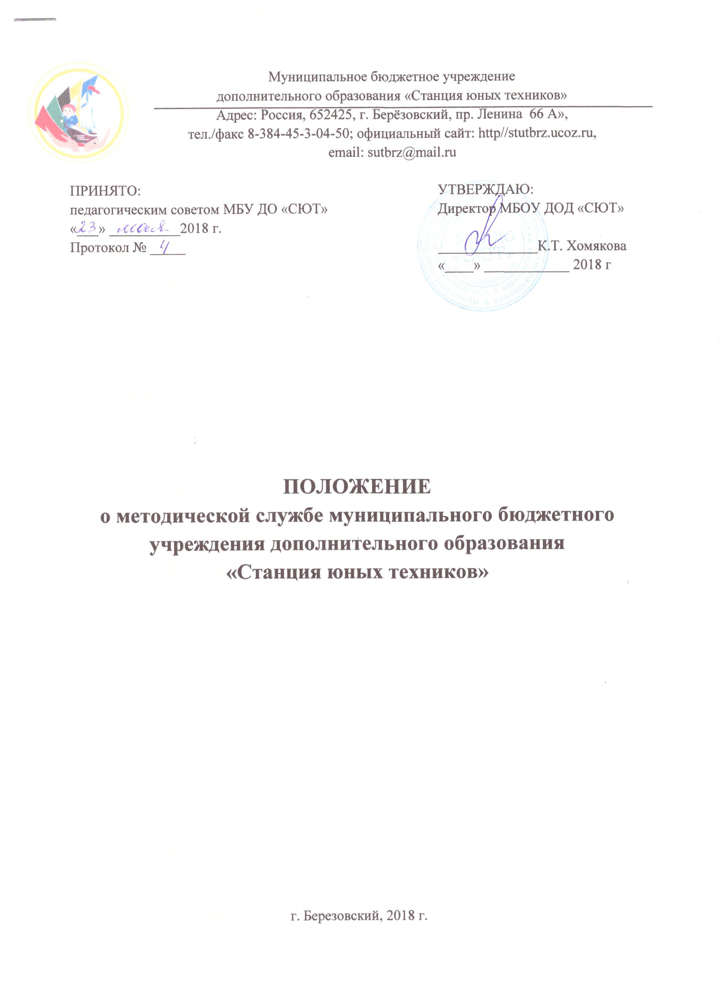 Муниципальное бюджетное учреждение
дополнительного образования «Станция юных техников»
Адрес: Россия, 652425, г. Берёзовский, пр. Ленина 66 А»,
тел./факс 8-384-45-3-04-50; официальный сайт: http//stutbrz.ucoz.ru,
email: sutbrz@mail.ru
ПРИНЯТО:
педагогическим советом МБУ ДО «СЮТ»
«23» мая 2018 г.
Протокол № 4
УТВЕРЖДАЮ:
Директор МБОУ ДОД «СЮТ»
К.Т. Хомякова
«____» ____________ 2018 г
ПОЛОЖЕНИЕ
о методической службе муниципального бюджетного
учреждения дополнительного образования
«Станция юных техников»
г. Березовский, 2018 г.